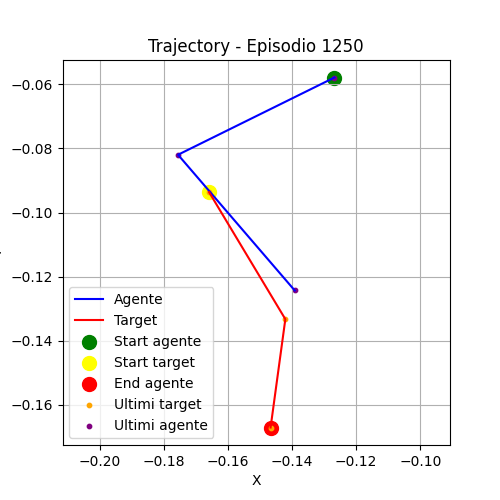 Trajectory - Episodio 1250
−0.06
−0.08
−0.10
−0.12
−0.14
−0.16
Agente
Target
Start agente
Start target
End agente
Ultimi target
Ultimi agente
−0.20
−0.18
−0.16
−0.14
−0.12
−0.10
X